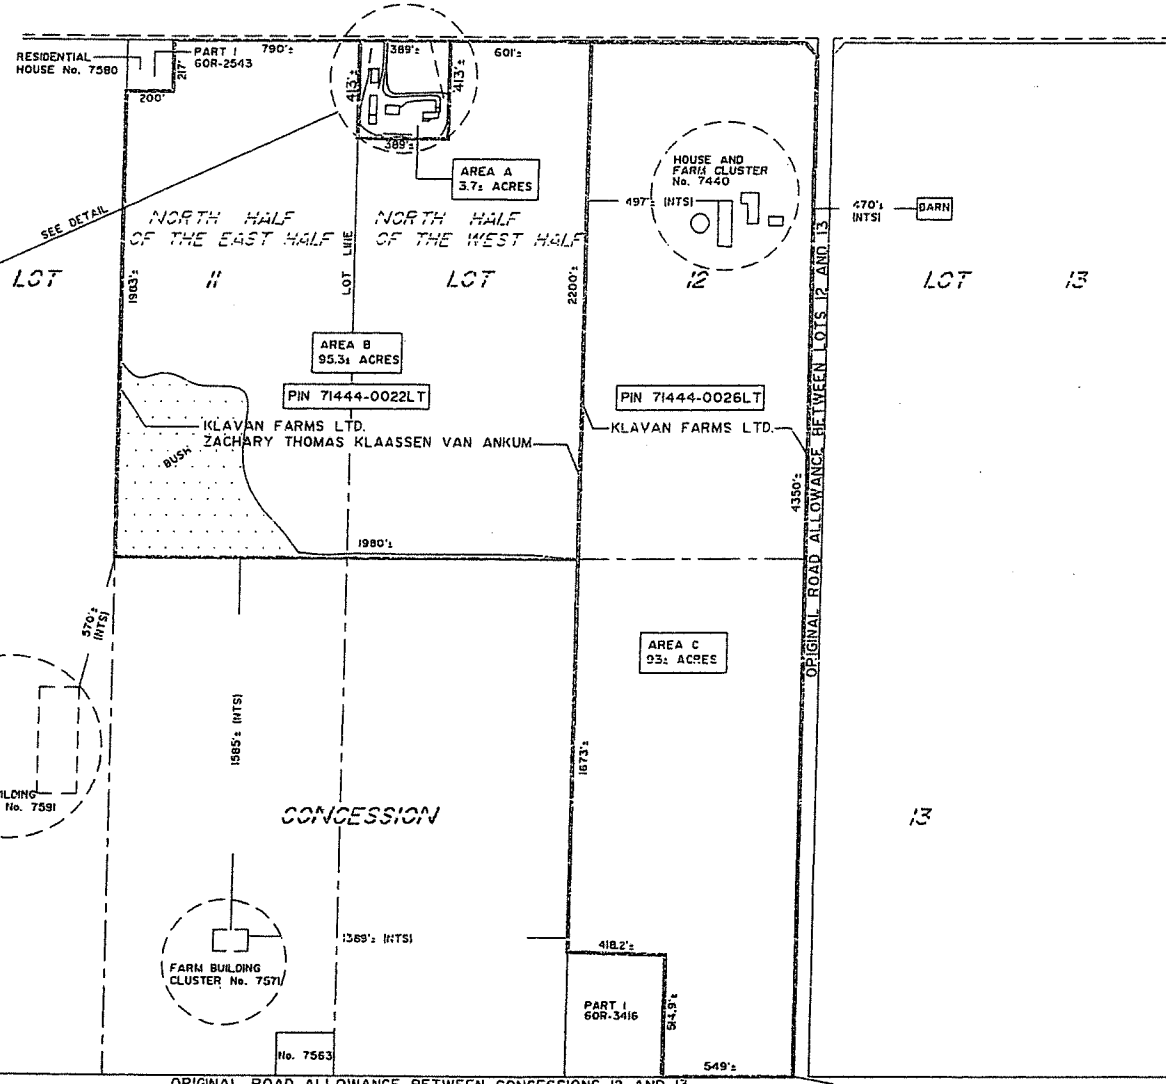 RESIDENTIAL
HOUSE No. 7580
PART 1
60R-2543
790'±
389'±
601'±
217'
200'
413'±
413'±
389'±
AREA A
3.7± ACRES
HOUSE AND
FARM CLUSTER
No. 7440
497'± (NTS)
470'±
(NTS)
BARN
SEE DETAIL
NORTH HALF
OF THE EAST HALF
NORTH HALF
OF THE WEST HALF
LOT 11
LOT 12
LOT 13
1983'±
LOT LINE
2200'±
AREA B
95.3± ACRES
PIN 71444-0022LT
PIN 71444-0026LT
KLAVAN FARMS LTD.
ZACHARY THOMAS KLAASSEN VAN ANKUM
KLAVAN FARMS LTD.
BUSH
4350'±
ORIGINAL ROAD ALLOWANCE BETWEEN LOTS 12 AND 13
1980'±
570'±
(NTS)
AREA C
93± ACRES
1585'± (NTS)
1673'±
ILDING
No. 7591
CONCESSION 13
1389'± (NTS)
418.2'±
FARM BUILDING
CLUSTER No. 7571
PART 1
60R-3416
514.9'±
No. 7563
549'±
ORIGINAL ROAD ALLOWANCE BETWEEN CONCESSIONS 12 AND 13